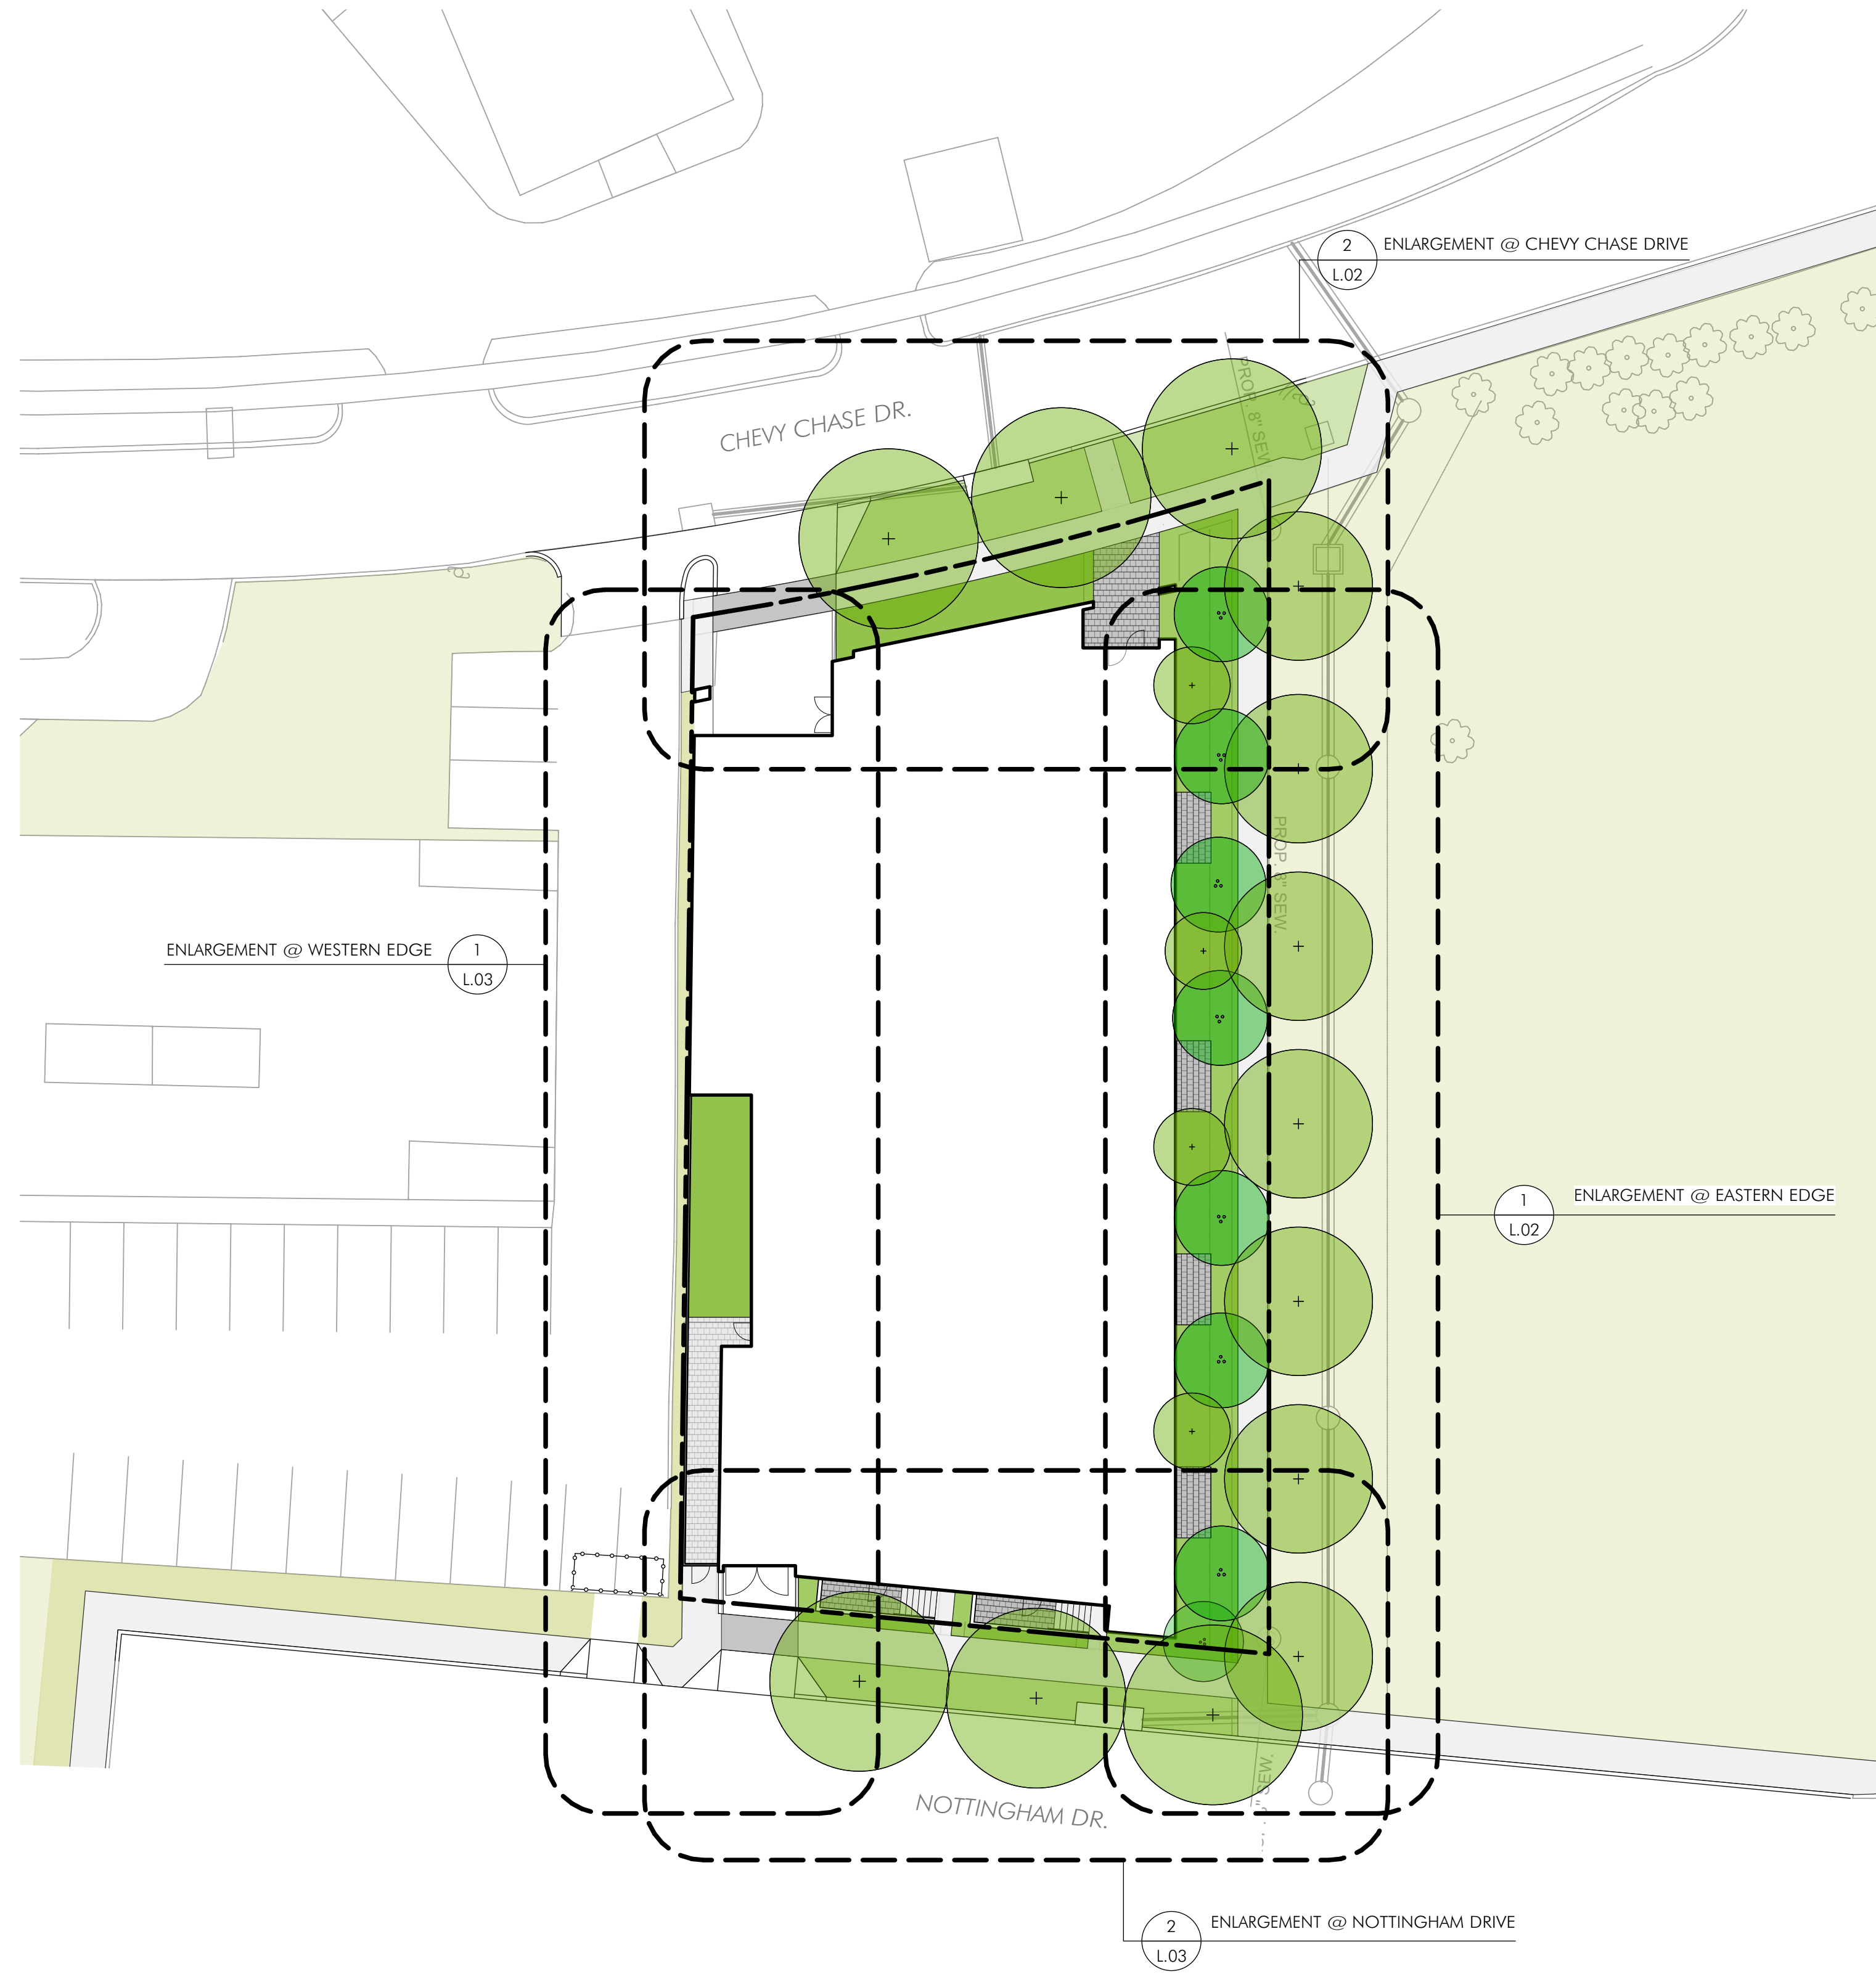 2
ENLARGEMENT @ CHEVY CHASE DRIVE
L.02
CHEVY CHASE DR.
PROP. 8" SEW.
PROP. 8" SEW.
ENLARGEMENT @ WESTERN EDGE
1
L.03
1
ENLARGEMENT @ EASTERN EDGE
L.02
NOTTINGHAM DR.
SEW.
2
ENLARGEMENT @ NOTTINGHAM DRIVE
L.03